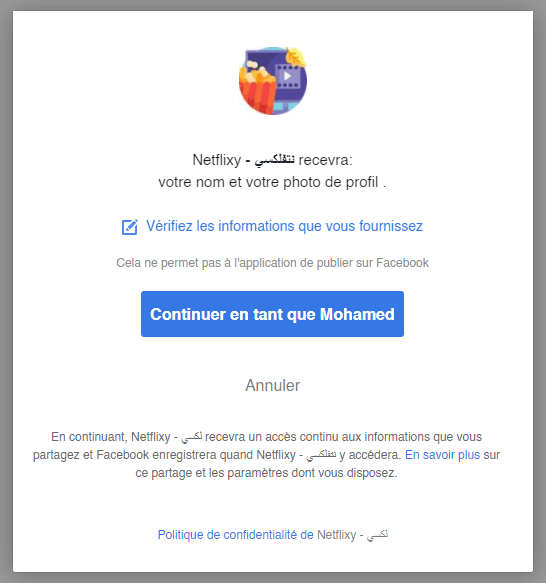 Netflixy - نتفلكسي recevra:
votre nom et votre photo de profil .
Vérifiez les informations que vous fournissez
Cela ne permet pas à l'application de publier sur Facebook
Continuer en tant que Mohamed
Annuler
En continuant, Netflixy - لكسي recevra un accès continu aux informations que vous
partagez et Facebook enregistrera quand Netflixy - نتفلكسي y accédera. En savoir plus sur
ce partage et les paramètres dont vous disposez.
Politique de confidentialité de Netflixy - لكسي